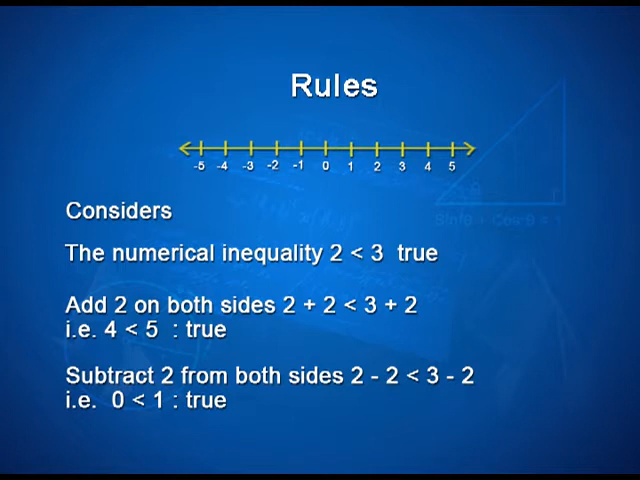 Rules
-5 -4 -3 -2 -1 0 1 2 3 4 5
Considers
The numerical inequality 2 < 3 true
Add 2 on both sides 2 + 2 < 3 + 2
i.e. 4 < 5 : true
Subtract 2 from both sides 2 - 2 < 3 - 2
i.e. 0 < 1 : true